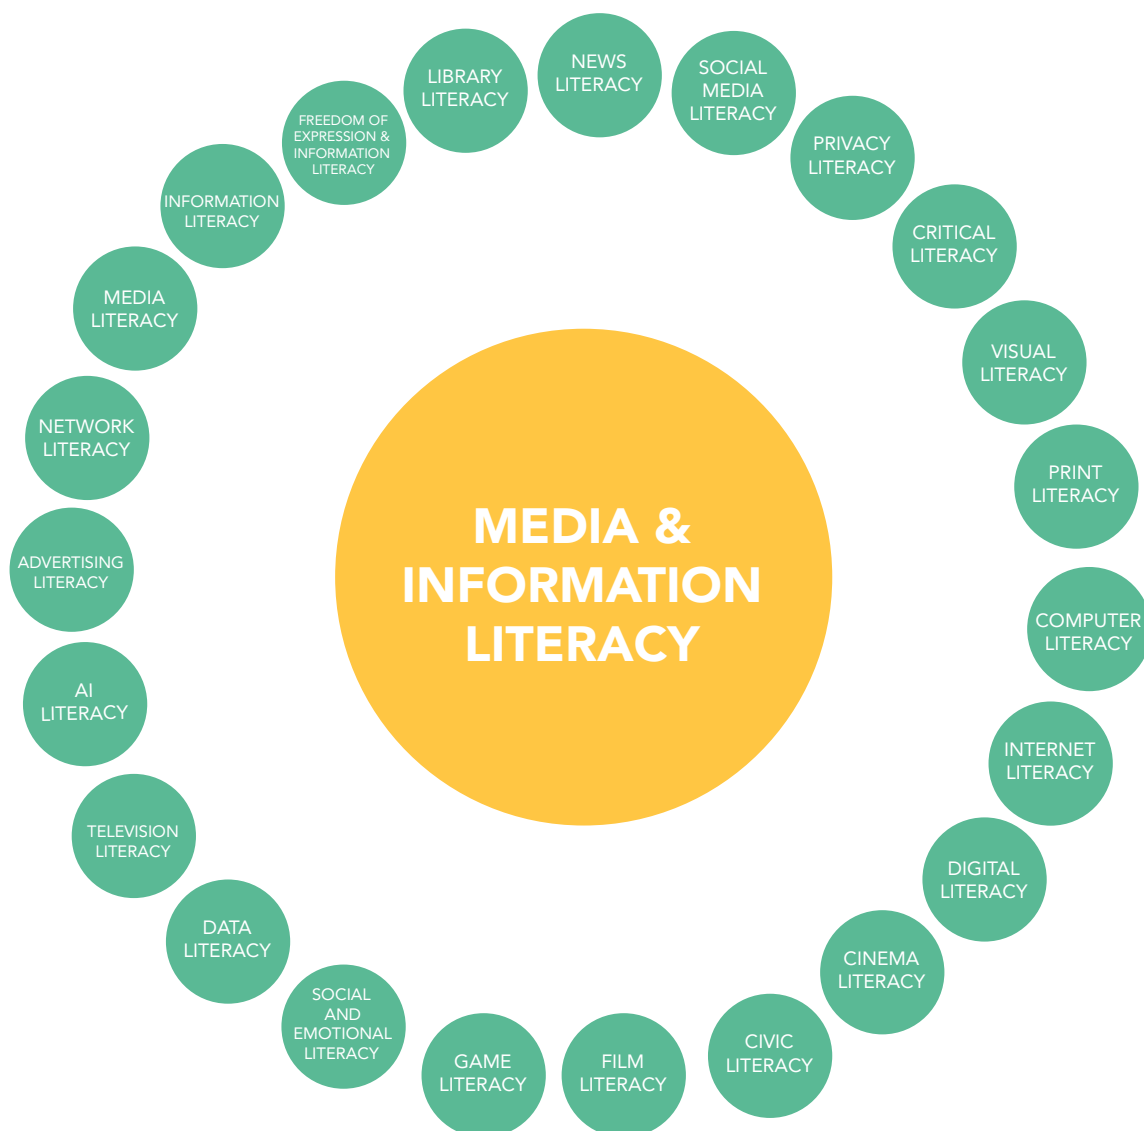 NEWS
LITERACY
SOCIAL
MEDIA
LITERACY
PRIVACY
LITERACY
CRITICAL
LITERACY
VISUAL
LITERACY
PRINT
LITERACY
COMPUTER
LITERACY
INTERNET
LITERACY
DIGITAL
LITERACY
CINEMA
LITERACY
CIVIC
LITERACY
FILM
LITERACY
GAME
LITERACY
SOCIAL
AND
EMOTIONAL
LITERACY
DATA
LITERACY
TELEVISION
LITERACY
AI
LITERACY
ADVERTISING
LITERACY
NETWORK
LITERACY
MEDIA
LITERACY
INFORMATION
LITERACY
FREEDOM OF
EXPRESSION &
INFORMATION
LITERACY
LIBRARY
LITERACY
MEDIA &
INFORMATION
LITERACY